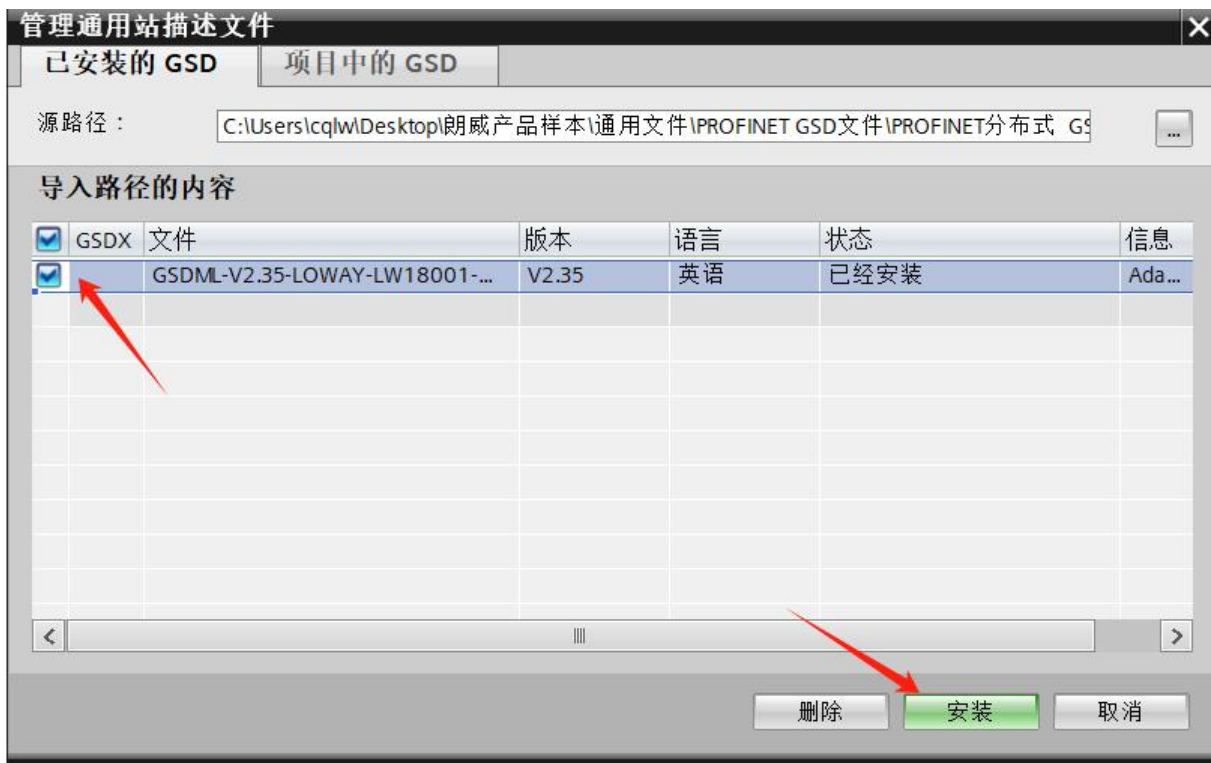 管理通用站描述文件
已安装的 GSD 项目中的 GSD
源路径： C:\Users\cqlw\Desktop\朗威产品样本\通用文件\PROFINET GSD文件\PROFINET分布式 GS ...
导入路径的内容
GSDX 文件 版本 语言 状态 信息
GSDML-V2.35-LOWAY-LW18001-... V2.35 英语 已经安装 Ada...
删除 安装 取消